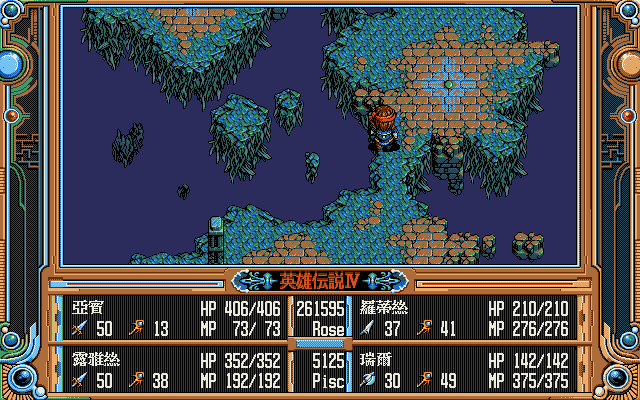 英雄伝説Ⅳ
亞賓 HP 406/406 261595 羅蒂絲 HP 210/210
50 13 MP 73/ 73 Rose 37 41 MP 276/276
露雅絲 HP 352/352 5125 瑞爾 HP 142/142
50 38 MP 192/192 Pisc 30 49 MP 375/375